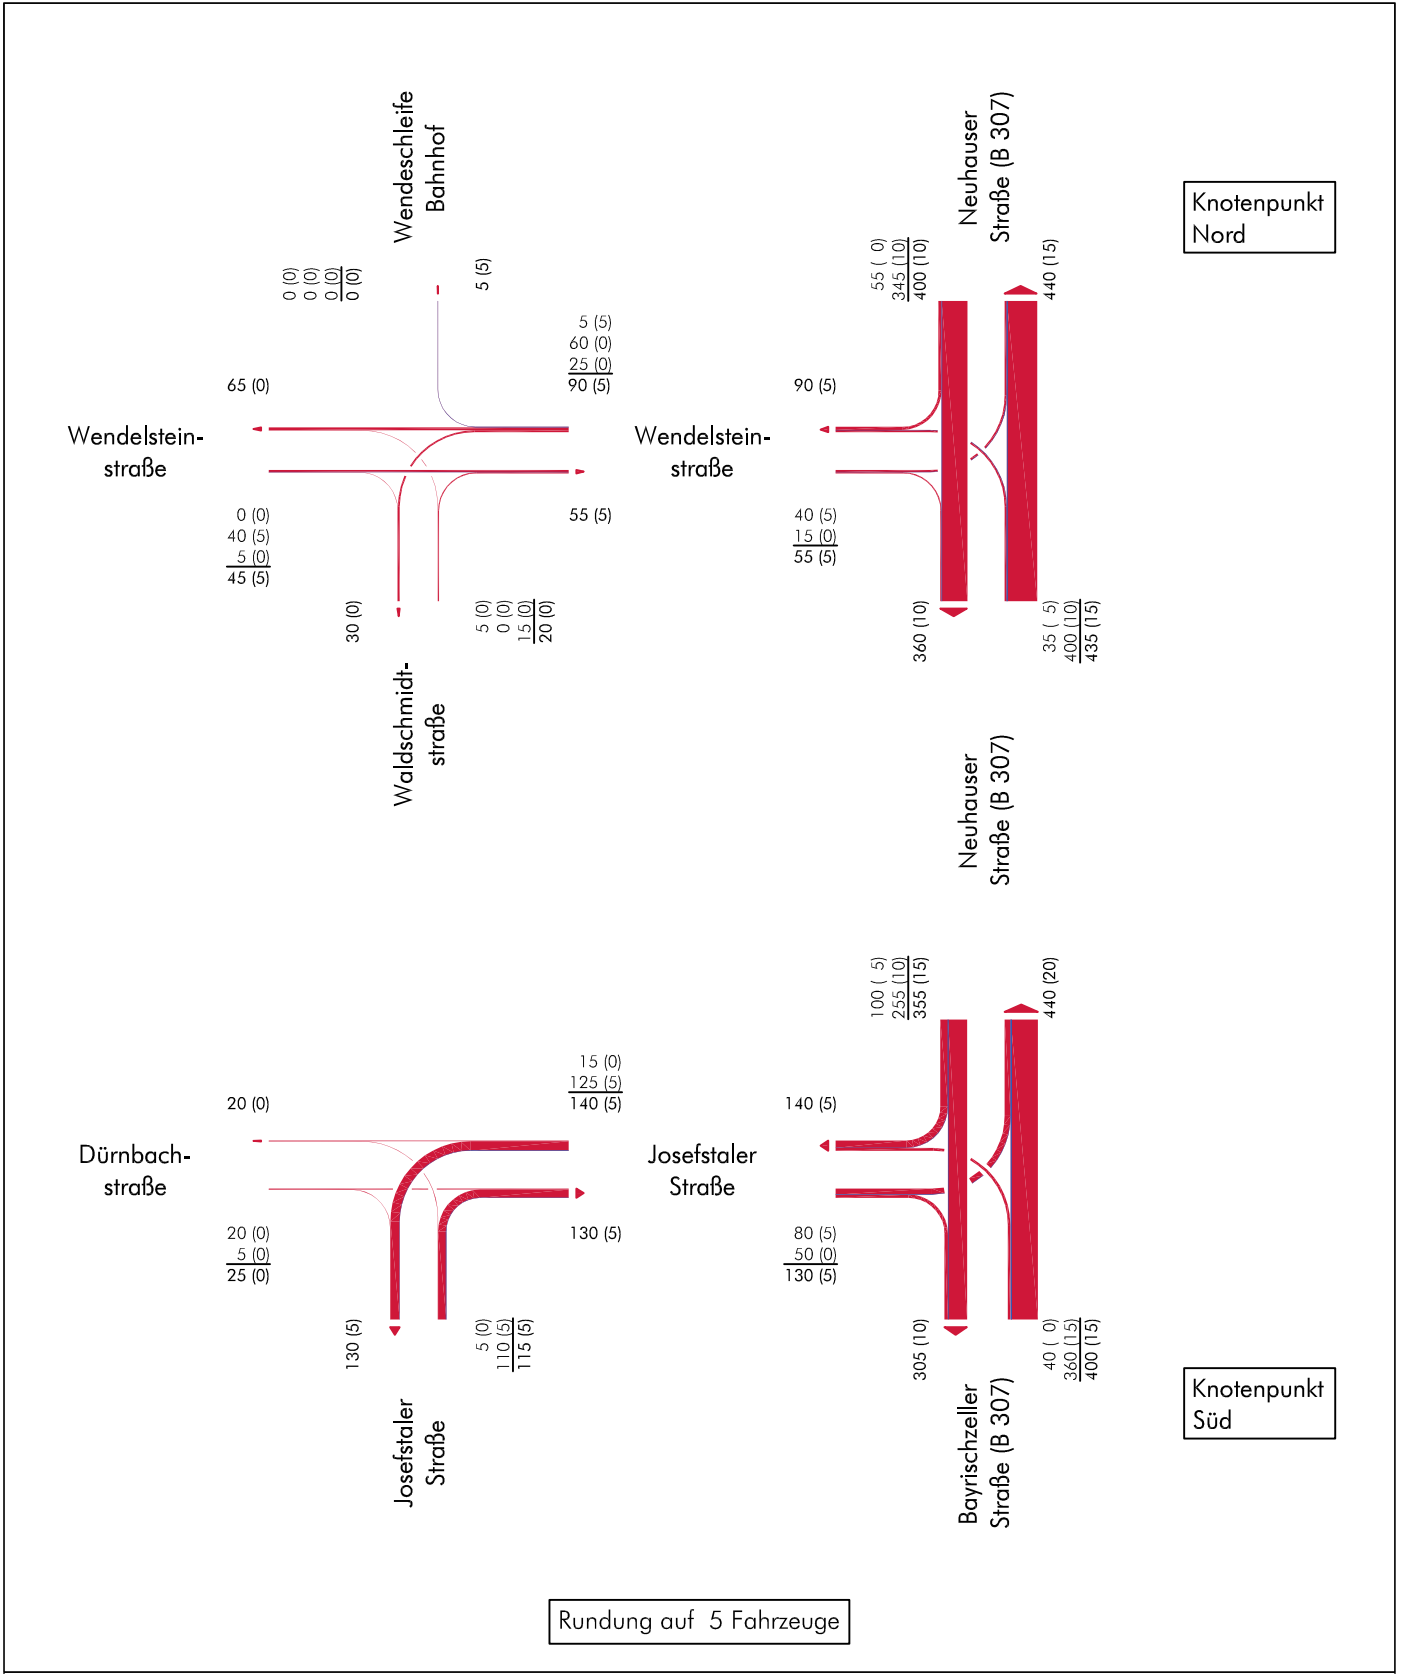 Wendeschleife
Bahnhof
0 (0)
0 (0)
0 (0)
0 (0)
5 (5)
5 (5)
60 (0)
25 (0)
90 (5)
65 (0)
Wendelstein-
straße
0 (0)
40 (5)
5 (0)
45 (5)
55 (5)
30 (0)
5 (0)
0 (0)
15 (0)
20 (0)
Waldschmidt-
straße
Neuhauser
Straße (B 307)
55 ( 0)
345 (10)
400 (10)
440 (15)
Knotenpunkt
Nord
90 (5)
Wendelstein-
straße
40 (5)
15 (0)
55 (5)
360 (10)
35 ( 5)
400 (10)
435 (15)
Neuhauser
Straße (B 307)
15 (0)
125 (5)
140 (5)
20 (0)
Dürnbach-
straße
20 (0)
5 (0)
25 (0)
130 (5)
130 (5)
5 (0)
110 (5)
115 (5)
Josefstaler
Straße
100 ( 5)
255 (10)
355 (15)
440 (20)
140 (5)
Josefstaler
Straße
80 (5)
50 (0)
130 (5)
305 (10)
40 ( 0)
360 (15)
400 (15)
Bayrischzeller
Straße (B 307)
Knotenpunkt
Süd
Rundung auf 5 Fahrzeuge